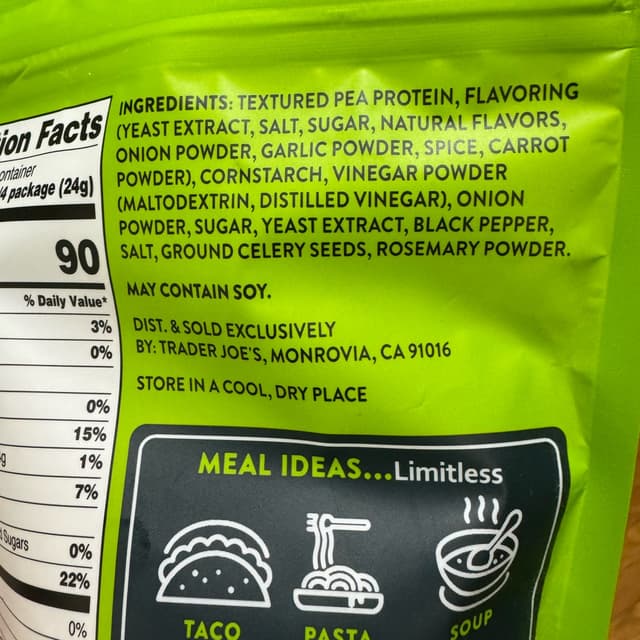 ion Facts
ontainer
/4 package (24g)
90
% Daily Value*
3%
0%
0%
15%
1%
7%
Sugars
0%
22%
0%
INGREDIENTS: TEXTURED PEA PROTEIN, FLAVORING
(YEAST EXTRACT, SALT, SUGAR, NATURAL FLAVORS,
ONION POWDER, GARLIC POWDER, SPICE, CARROT
POWDER), CORNSTARCH, VINEGAR POWDER
(MALTODEXTRIN, DISTILLED VINEGAR), ONION
POWDER, SUGAR, YEAST EXTRACT, BLACK PEPPER,
SALT, GROUND CELERY SEEDS, ROSEMARY POWDER.
MAY CONTAIN SOY.
DIST. & SOLD EXCLUSIVELY
BY: TRADER JOE'S, MONROVIA, CA 91016
STORE IN A COOL, DRY PLACE
MEAL IDEAS...Limitless
TACO PASTA SOUP